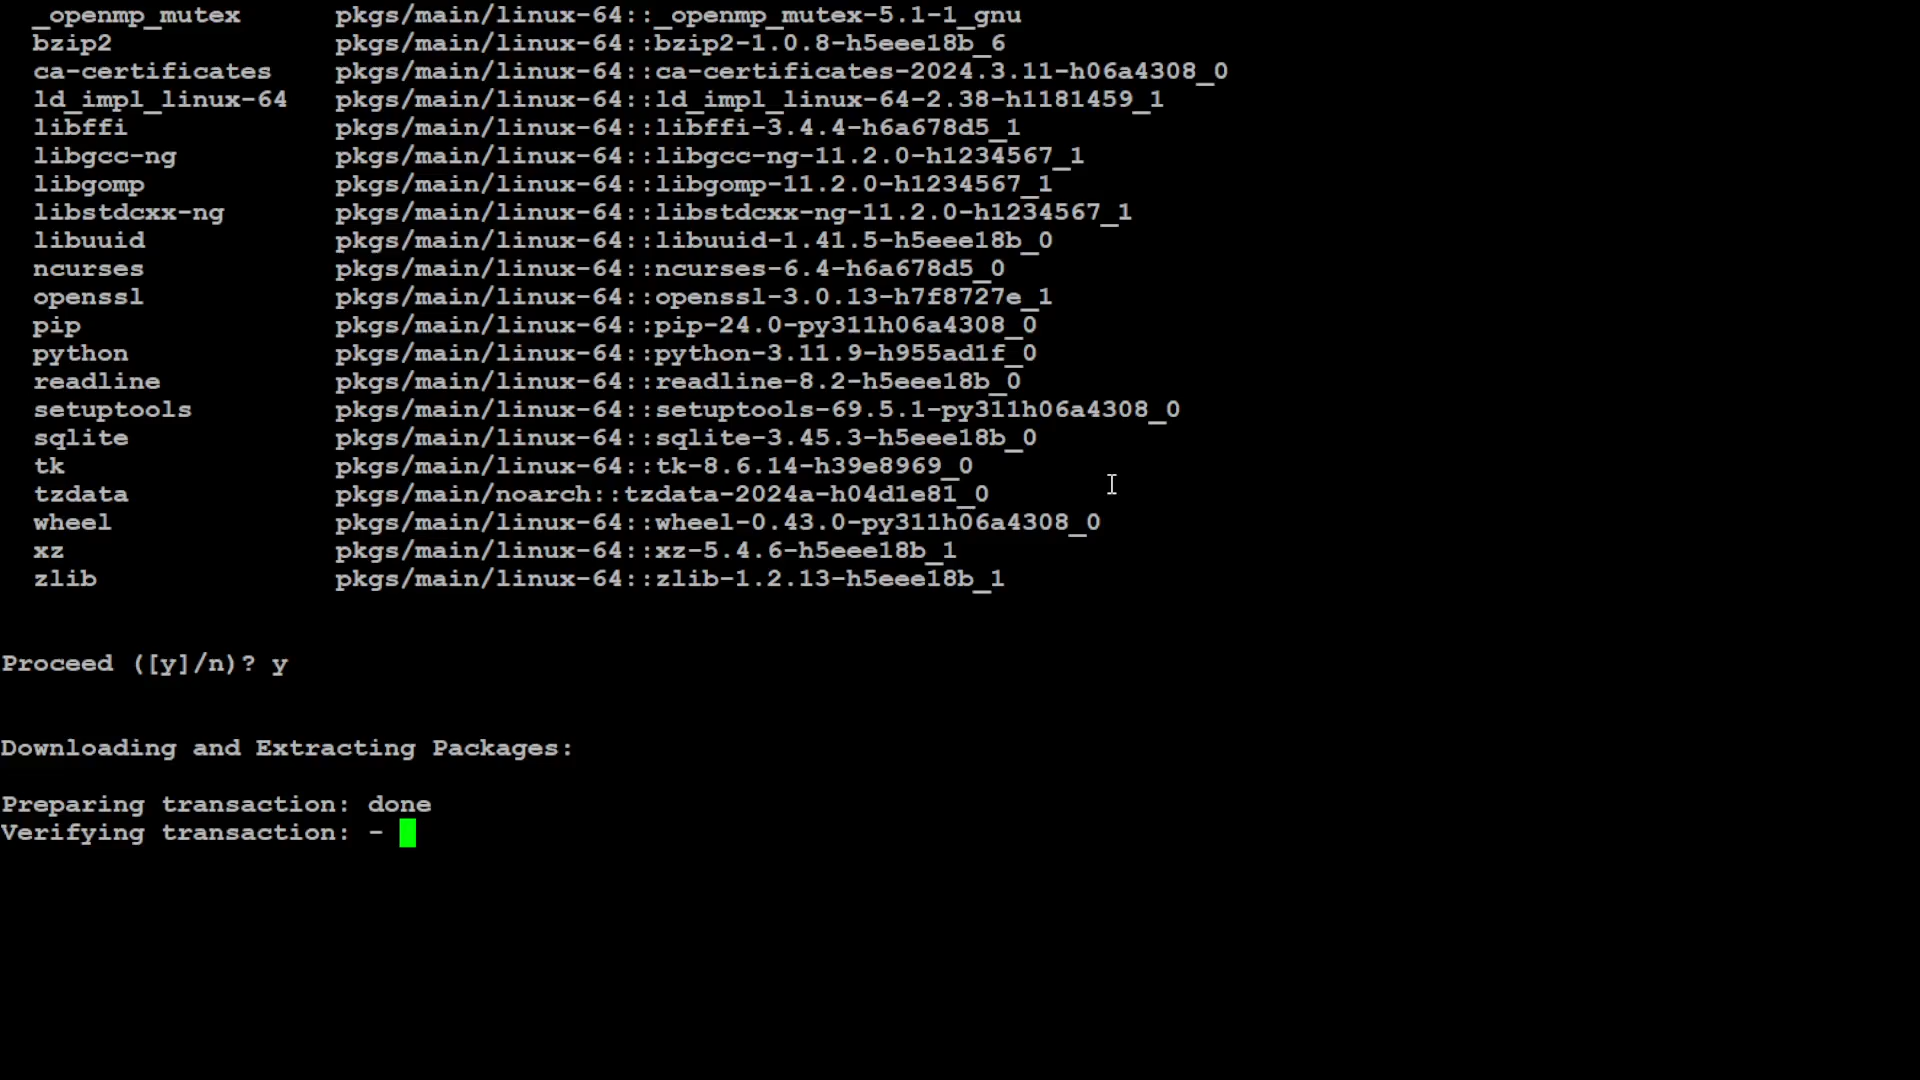 _openmp_mutex      pkgs/main/linux-64::_openmp_mutex-5.1-1_gnu
bzip2              pkgs/main/linux-64::bzip2-1.0.8-h5eee18b_6
ca-certificates    pkgs/main/linux-64::ca-certificates-2024.3.11-h06a4308_0
ld_impl_linux-64   pkgs/main/linux-64::ld_impl_linux-64-2.38-h1181459_1
libffi             pkgs/main/linux-64::libffi-3.4.4-h6a678d5_1
libgcc-ng          pkgs/main/linux-64::libgcc-ng-11.2.0-h1234567_1
libgomp            pkgs/main/linux-64::libgomp-11.2.0-h1234567_1
libstdcxx-ng       pkgs/main/linux-64::libstdcxx-ng-11.2.0-h1234567_1
libuuid            pkgs/main/linux-64::libuuid-1.41.5-h5eee18b_0
ncurses            pkgs/main/linux-64::ncurses-6.4-h6a678d5_0
openssl            pkgs/main/linux-64::openssl-3.0.13-h7f8727e_1
pip                pkgs/main/linux-64::pip-24.0-py311h06a4308_0
python             pkgs/main/linux-64::python-3.11.9-h955ad1f_0
readline           pkgs/main/linux-64::readline-8.2-h5eee18b_0
setuptools         pkgs/main/linux-64::setuptools-69.5.1-py311h06a4308_0
sqlite             pkgs/main/linux-64::sqlite-3.45.3-h5eee18b_0
tk                 pkgs/main/linux-64::tk-8.6.14-h39e8969_0
tzdata             pkgs/main/noarch::tzdata-2024a-h04d1e81_0
wheel              pkgs/main/linux-64::wheel-0.43.0-py311h06a4308_0
xz                 pkgs/main/linux-64::xz-5.4.6-h5eee18b_1
zlib               pkgs/main/linux-64::zlib-1.2.13-h5eee18b_1
Proceed ([y]/n)? y
Downloading and Extracting Packages:
Preparing transaction: done
Verifying transaction: -